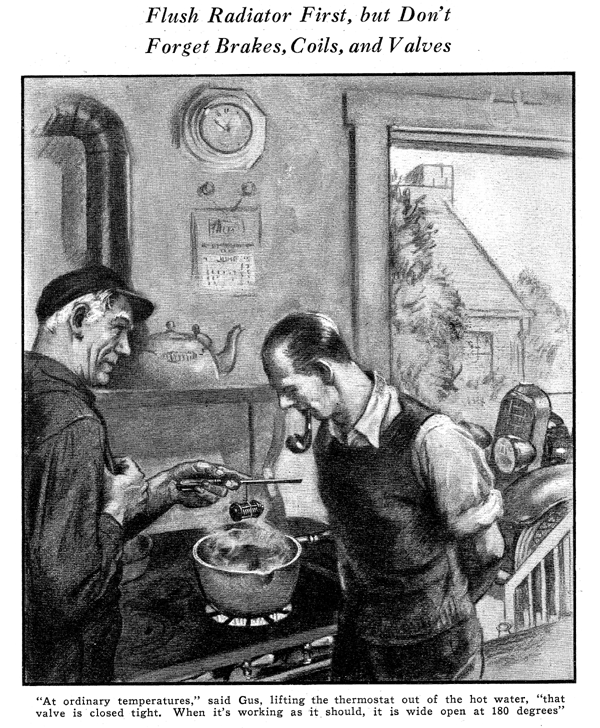 Flush Radiator First, but Don't
Forget Brakes, Coils, and Valves
JUNE
"At ordinary temperatures," said Gus, lifting the thermostat out of the hot water, "that
valve is closed tight. When it's working as it should, it is wide open at 180 degrees"